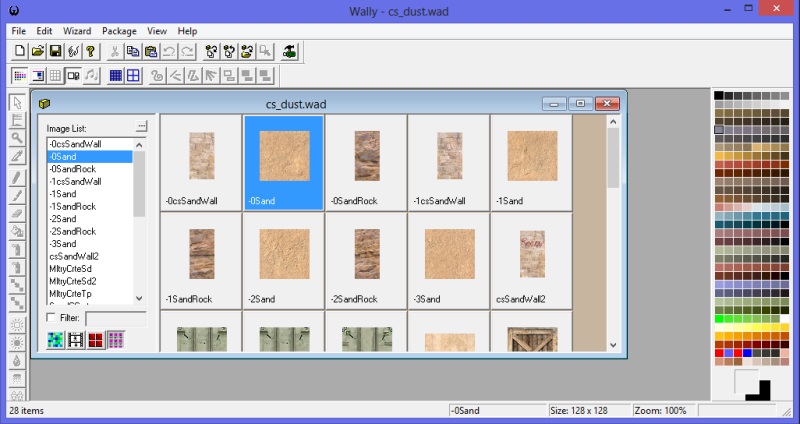 Wally - cs_dust.wad
File Edit Wizard Package View Help
cs_dust.wad
Image List:
-0csSandWall
-0Sand
-0SandRock
-1csSandWall
-1Sand
-1SandRock
-2Sand
-2SandRock
-3Sand
csSandWall2
MltryCrteSd
MltryCrteSd2
MltryCrteTp
Filter:
-0csSandWall -0Sand -0SandRock -1csSandWall -1Sand
-1SandRock -2Sand -2SandRock -3Sand csSandWall2
28 items -0Sand Size: 128 x 128 Zoom: 100%